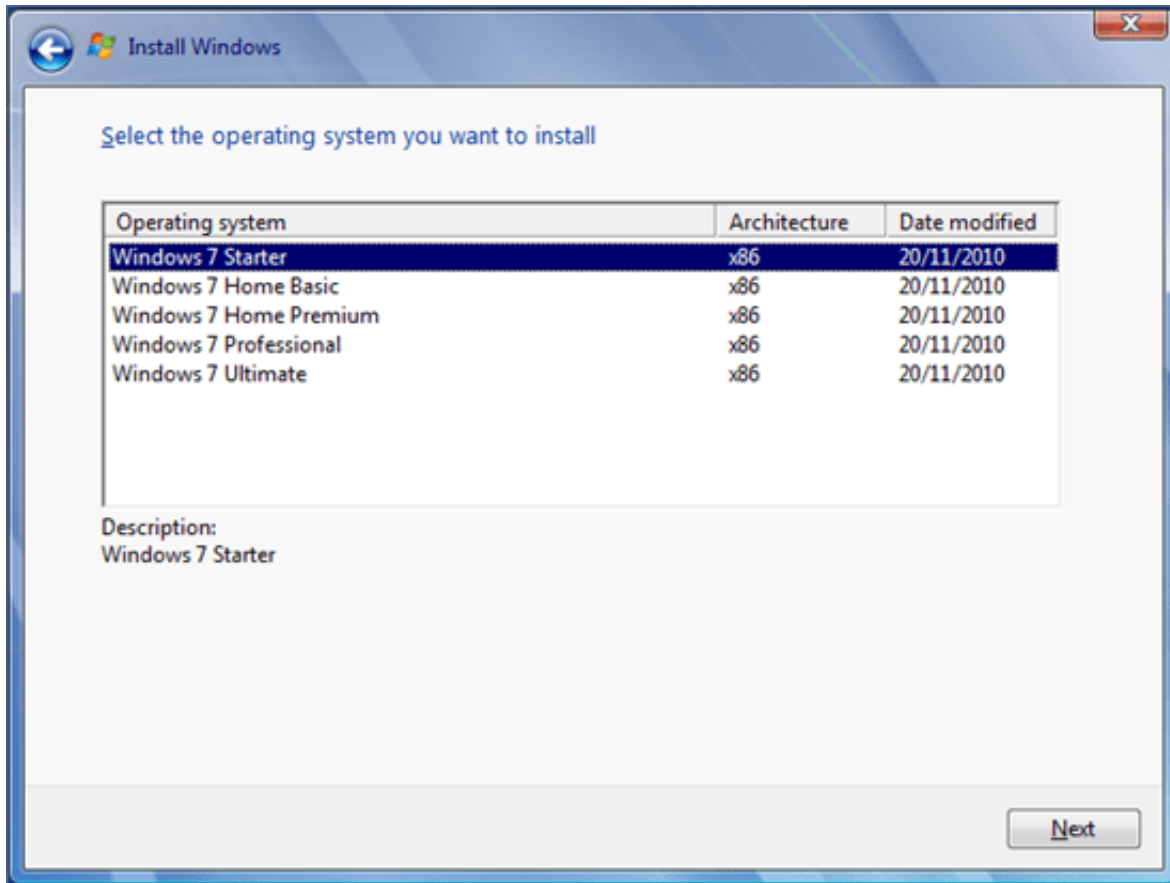 Install Windows
Select the operating system you want to install
Operating system Architecture Date modified
Windows 7 Starter x86 20/11/2010
Windows 7 Home Basic x86 20/11/2010
Windows 7 Home Premium x86 20/11/2010
Windows 7 Professional x86 20/11/2010
Windows 7 Ultimate x86 20/11/2010
Description:
Windows 7 Starter
Next